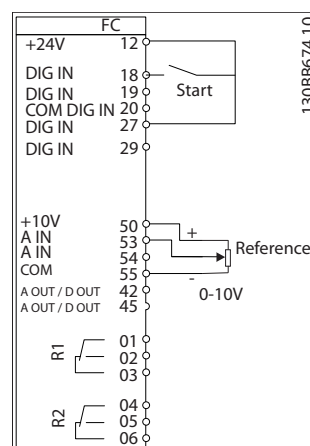 FC
+24V 12
DIG IN 18
DIG IN 19
COM DIG IN 20
DIG IN 27
DIG IN 29
Start
+10V 50
A IN 53
A IN 54
COM 55
A OUT / D OUT 42
A OUT / D OUT 45
+
Reference
-
0-10V
R1
01
02
03
R2
04
05
06
130BB674.10